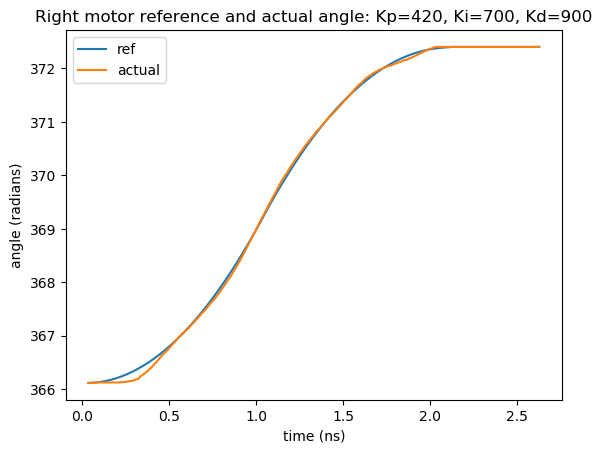 Right motor reference and actual angle: Kp=420, Ki=700, Kd=900
ref
actual
angle (radians)
372
371
370
369
368
367
366
0.0 0.5 1.0 1.5 2.0 2.5
time (ns)